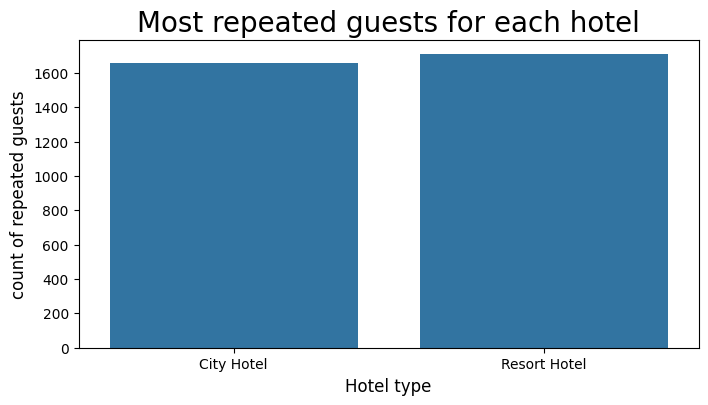 Most repeated guests for each hotel
count of repeated guests
1600
1400
1200
1000
800
600
400
200
0
City Hotel
Resort Hotel
Hotel type